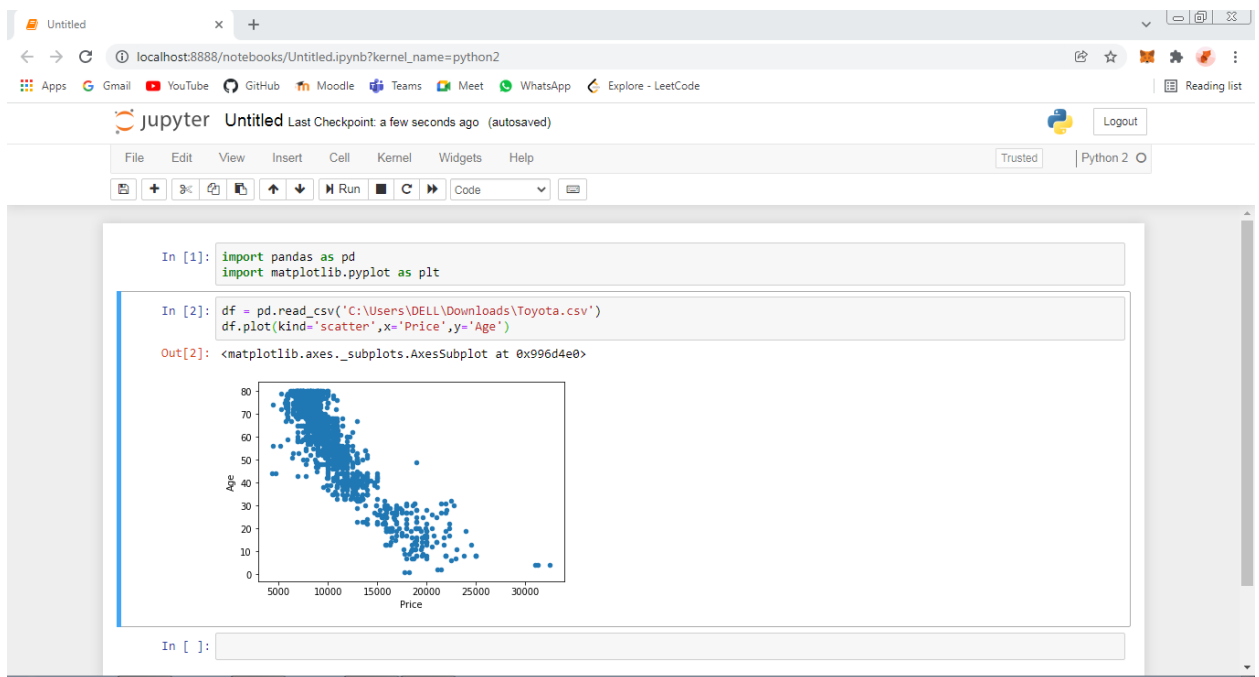 Untitled
localhost:8888/notebooks/Untitled.ipynb?kernel_name=python2
Apps Gmail YouTube GitHub Moodle Teams Meet WhatsApp Explore - LeetCode Reading list
jupyter Untitled Last Checkpoint: a few seconds ago (autosaved) Logout
File Edit View Insert Cell Kernel Widgets Help Trusted Python 2
Run Code
In [1]: import pandas as pd
import matplotlib.pyplot as plt
In [2]: df = pd.read_csv('C:\Users\DELL\Downloads\Toyota.csv')
df.plot(kind='scatter',x='Price',y='Age')
Out[2]: <matplotlib.axes._subplots.AxesSubplot at 0x996d4e0>
80
70
60
50
40
30
20
10
0
Age
5000 10000 15000 20000 25000 30000
Price
In [ ]: